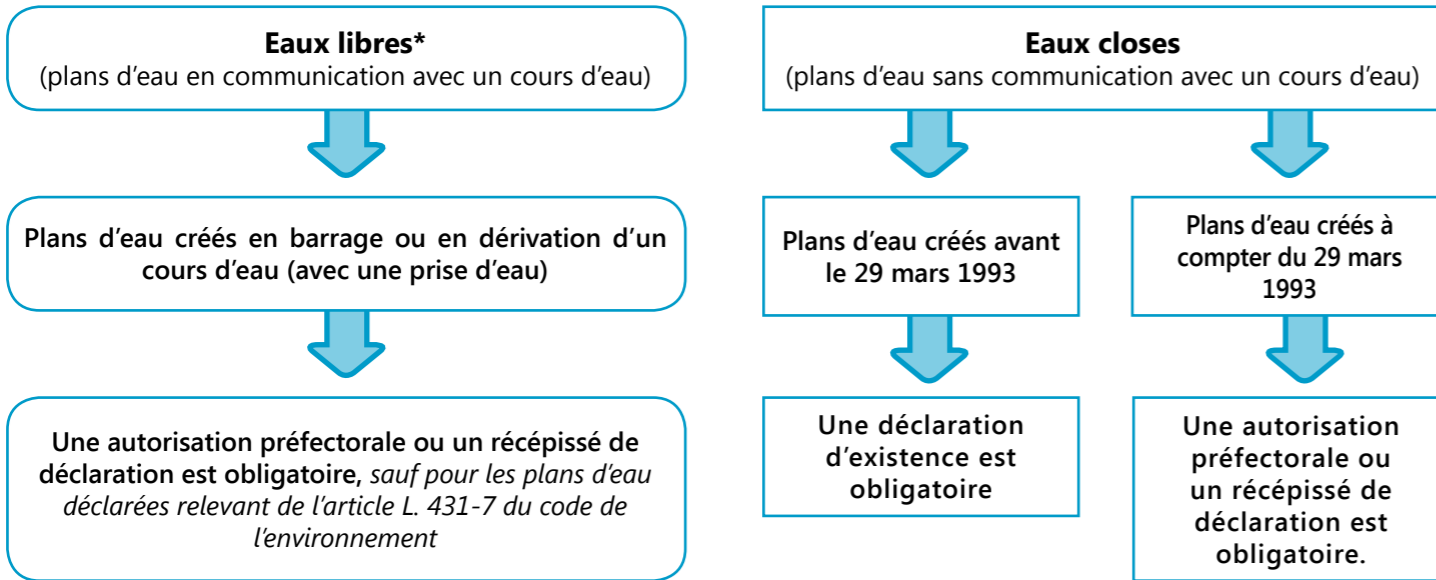 Eaux libres*
(plans d'eau en communication avec un cours d'eau)
Plans d'eau créés en barrage ou en dérivation d'un
cours d'eau (avec une prise d'eau)
Une autorisation préfectorale ou un récépissé de
déclaration est obligatoire, sauf pour les plans d'eau
déclarées relevant de l'article L. 431-7 du code de
l'environnement
Eaux closes
(plans d'eau sans communication avec un cours d'eau)
Plans d'eau créés avant
le 29 mars 1993
Une déclaration
d'existence est
obligatoire
Plans d'eau créés à
compter du 29 mars
1993
Une autorisation
préfectorale ou
un récépissé de
déclaration est
obligatoire.